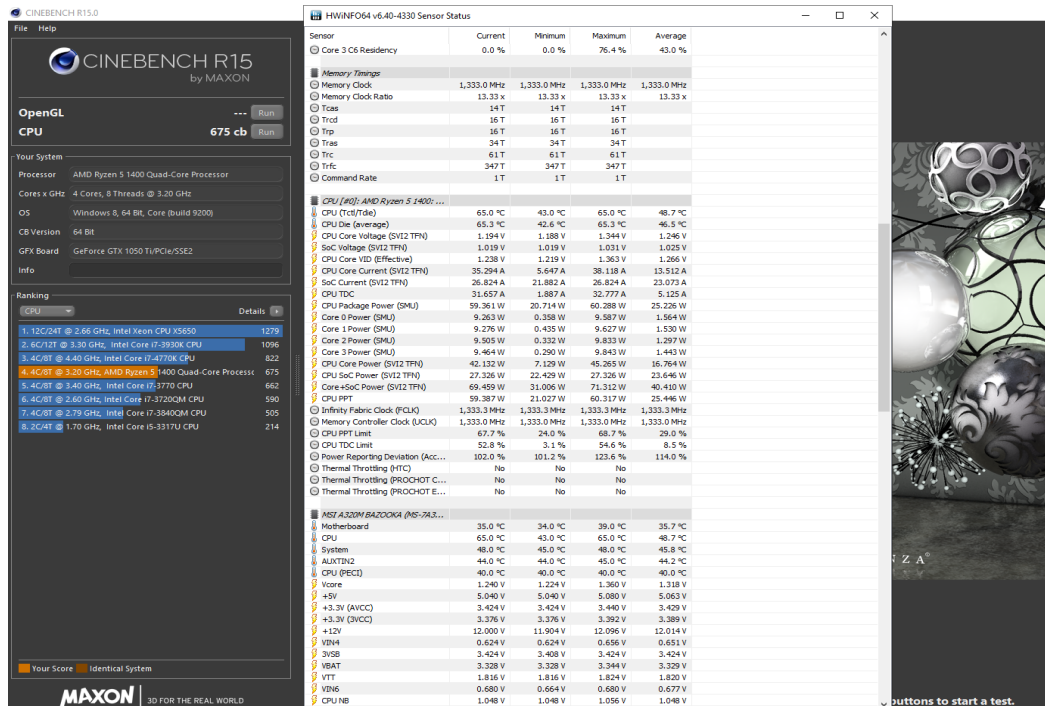 CINEBENCH R15.0
File Help
CINEBENCH R15
by MAXON
OpenGL --- Run
CPU 675 cb Run
Your System
Processor AMD Ryzen 5 1400 Quad-Core Processor
Cores x GHz 4 Cores, 8 Threads @ 3.20 GHz
OS Windows 8, 64 Bit, Core (build 9200)
CB Version 64 Bit
GFX Board GeForce GTX 1050 Ti/PCIe/SSE2
Info
Ranking
CPU Details
1. 12C/24T @ 2.66 GHz, Intel Xeon CPU X5650 1279
2. 6C/12T @ 3.30 GHz, Intel Core i7-3930K CPU 1096
3. 4C/8T @ 4.40 GHz, Intel Core i7-4770K CPU 822
4. 4C/8T @ 3.20 GHz, AMD Ryzen 5 1400 Quad-Core Processc 675
5. 4C/8T @ 3.40 GHz, Intel Core i7-3770 CPU 662
6. 4C/8T @ 2.60 GHz, Intel Core i7-3720QM CPU 590
7. 4C/8T @ 2.79 GHz, Intel Core i7-3840QM CPU 505
8. 2C/4T @ 1.70 GHz, Intel Core i5-3317U CPU 214
Your Score Identical System
MAXON 3D FOR THE REAL WORLD
HWiNFO64 v6.40-4330 Sensor Status
Sensor Current Minimum Maximum Average
Core 3 C6 Residency 0.0 % 0.0 % 76.4 % 43.0 %
Memory Timings
Memory Clock 1,333.0 MHz 1,333.0 MHz 1,333.0 MHz 1,333.0 MHz
Memory Clock Ratio 13.33 x 13.33 x 13.33 x 13.33 x
Tcas 14 T 14 T 14 T
Trcd 16 T 16 T 16 T
Trp 16 T 16 T 16 T
Tras 34 T 34 T 34 T
Trc 61 T 61 T 61 T
Trfc 347 T 347 T 347 T
Command Rate 1 T 1 T 1 T
CPU [#0]: AMD Ryzen 5 1400: ...
CPU (Tctl/Tdie) 65.0 °C 43.0 °C 65.0 °C 48.7 °C
CPU Die (average) 65.3 °C 42.6 °C 65.3 °C 46.5 °C
CPU Core Voltage (SVI2 TFN) 1.194 V 1.188 V 1.344 V 1.246 V
SoC Voltage (SVI2 TFN) 1.019 V 1.019 V 1.031 V 1.025 V
CPU Core VID (Effective) 1.238 V 1.219 V 1.363 V 1.266 V
CPU Core Current (SVI2 TFN) 35.294 A 5.647 A 38.118 A 13.512 A
SoC Current (SVI2 TFN) 26.824 A 21.882 A 26.824 A 23.073 A
CPU TDC 31.657 A 1.887 A 32.777 A 5.125 A
CPU Package Power (SMU) 59.361 W 20.714 W 60.288 W 25.226 W
Core 0 Power (SMU) 9.263 W 0.358 W 9.587 W 1.564 W
Core 1 Power (SMU) 9.276 W 0.435 W 9.627 W 1.530 W
Core 2 Power (SMU) 9.505 W 0.332 W 9.833 W 1.297 W
Core 3 Power (SMU) 9.464 W 0.290 W 9.843 W 1.443 W
CPU Core Power (SVI2 TFN) 42.132 W 7.129 W 45.265 W 16.764 W
CPU SoC Power (SVI2 TFN) 27.326 W 22.429 W 27.326 W 23.646 W
Core+SoC Power (SVI2 TFN) 69.459 W 31.006 W 71.312 W 40.410 W
CPU PPT 59.387 W 21.027 W 60.317 W 25.446 W
Infinity Fabric Clock (FCLK) 1,333.3 MHz 1,333.3 MHz 1,333.3 MHz 1,333.3 MHz
Memory Controller Clock (UCLK) 1,333.0 MHz 1,333.0 MHz 1,333.0 MHz 1,333.0 MHz
CPU PPT Limit 67.7 % 24.0 % 68.7 % 29.0 %
CPU TDC Limit 52.8 % 3.1 % 54.6 % 8.5 %
Power Reporting Deviation (Acc... 102.0 % 101.2 % 123.6 % 114.0 %
Thermal Throttling (HTC) No No No
Thermal Throttling (PROCHOT C... No No No
Thermal Throttling (PROCHOT E... No No No
MSI A320M BAZOOKA (MS-7A3...
Motherboard 35.0 °C 34.0 °C 39.0 °C 35.7 °C
CPU 65.0 °C 43.0 °C 65.0 °C 48.7 °C
System 48.0 °C 45.0 °C 48.0 °C 45.8 °C
AUXTIN2 44.0 °C 44.0 °C 45.0 °C 44.2 °C
CPU (PECI) 40.0 °C 40.0 °C 40.0 °C 40.0 °C
Vcore 1.240 V 1.224 V 1.360 V 1.318 V
+5V 5.040 V 5.040 V 5.080 V 5.063 V
+3.3V (AVCC) 3.424 V 3.424 V 3.440 V 3.429 V
+3.3V (3VCC) 3.376 V 3.376 V 3.392 V 3.389 V
+12V 12.000 V 11.904 V 12.096 V 12.014 V
VIN4 0.624 V 0.624 V 0.656 V 0.651 V
3VSB 3.424 V 3.408 V 3.424 V 3.424 V
VBAT 3.328 V 3.328 V 3.344 V 3.329 V
VTT 1.816 V 1.816 V 1.824 V 1.820 V
VIN6 0.680 V 0.664 V 0.680 V 0.677 V
CPU NB 1.048 V 1.048 V 1.056 V 1.048 V
Z A®
buttons to start a test.